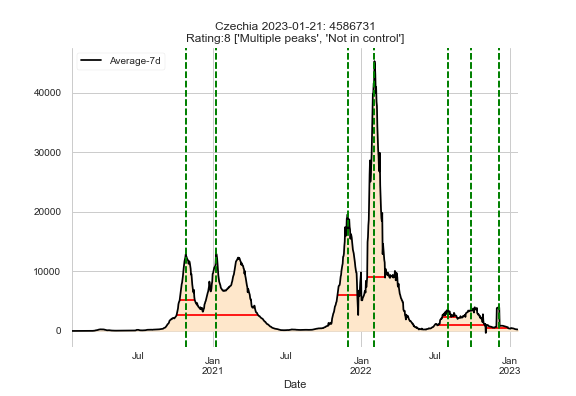 Czechia 2023-01-21: 4586731
Rating:8 ['Multiple peaks', 'Not in control']
Average-7d
40000
30000
20000
10000
0
Jul
Jan
2021
Jul
Jan
2022
Jul
Jan
2023
Date